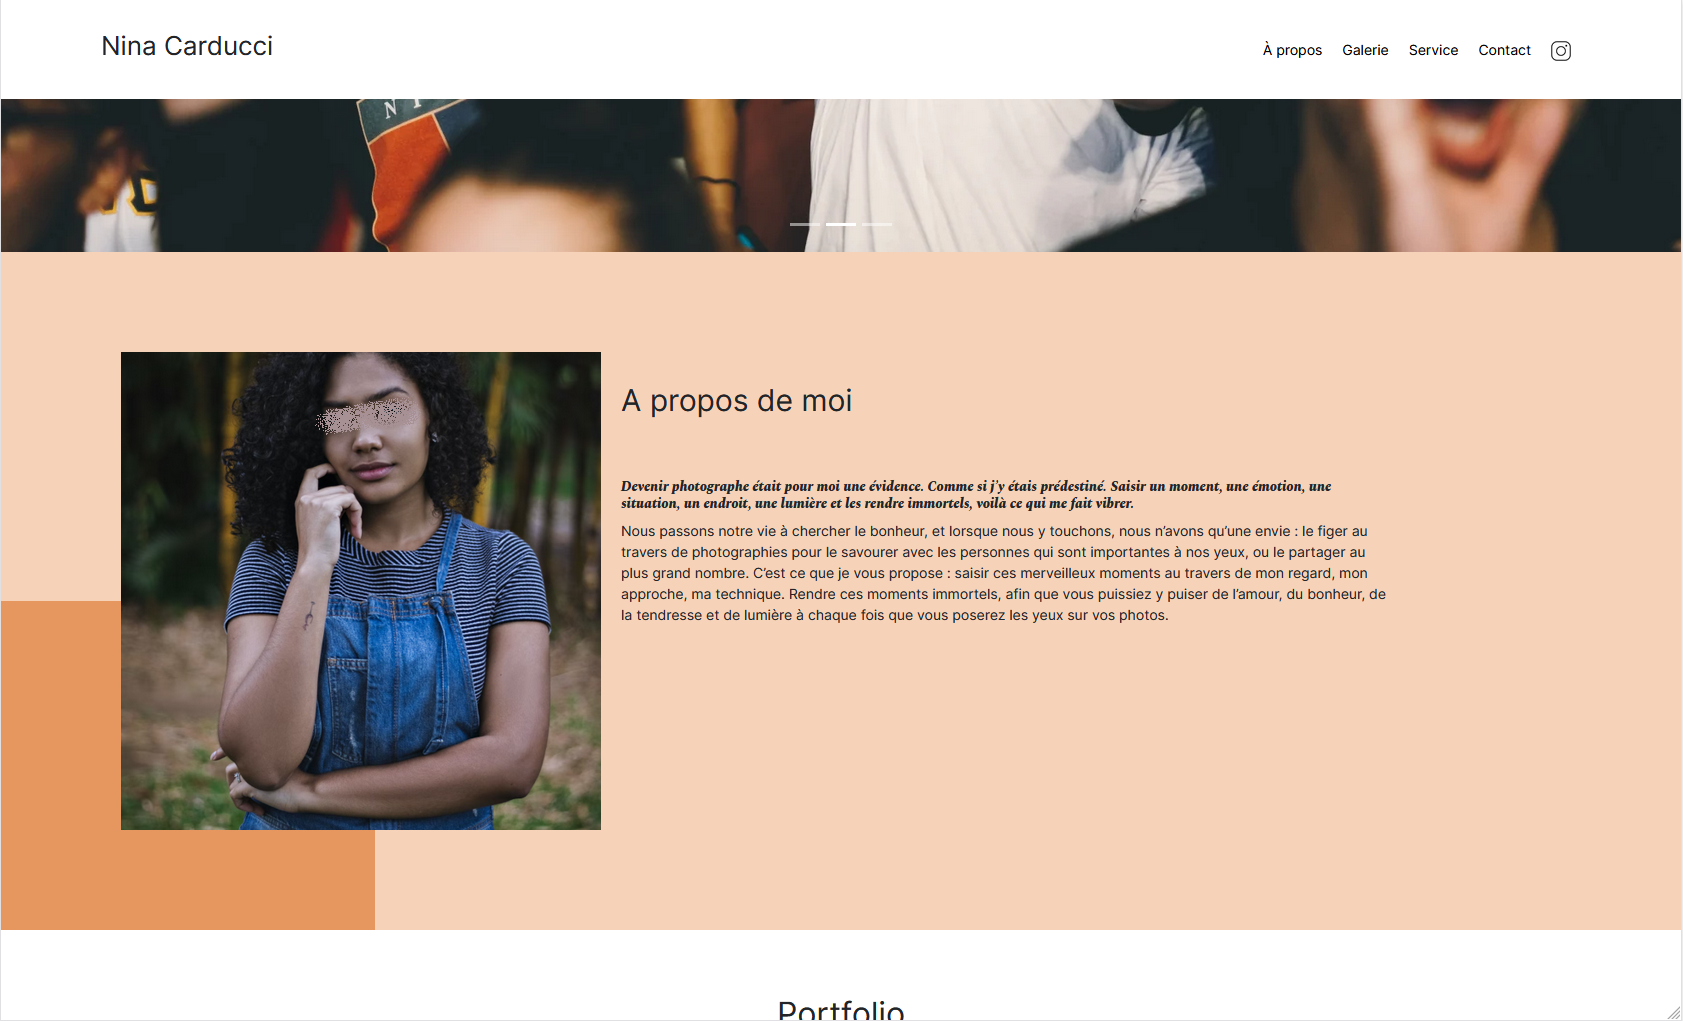 Nina Carducci
À propos Galerie Service Contact
N Y
A propos de moi
Devenir photographe était pour moi une évidence. Comme si j'y étais prédestiné. Saisir un moment, une émotion, une
situation, un endroit, une lumière et les rendre immortels, voilà ce qui me fait vibrer.
Nous passons notre vie à chercher le bonheur, et lorsque nous y touchons, nous n’avons qu’une envie : le figer au
travers de photographies pour le savourer avec les personnes qui sont importantes à nos yeux, ou le partager au
plus grand nombre. C’est ce que je vous propose : saisir ces merveilleux moments au travers de mon regard, mon
approche, ma technique. Rendre ces moments immortels, afin que vous puissiez y puiser de l’amour, du bonheur, de
la tendresse et de lumière à chaque fois que vous poserez les yeux sur vos photos.
Portfolio